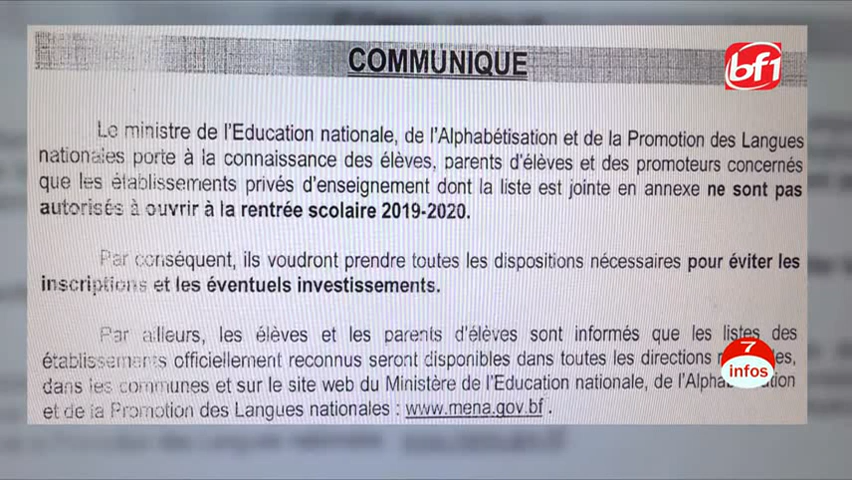 COMMUNIQUE
bf1
Le ministre de l'Education nationale, de l'Alphabétisation et de la Promotion des Langues
nationales porte à la connaissance des élèves, parents d'élèves et des promoteurs concernés
que les établissements privés d'enseignement dont la liste est jointe en annexe ne sont pas
autorisés à ouvrir à la rentrée scolaire 2019-2020.
Par conséquent, ils voudront prendre toutes les dispositions nécessaires pour éviter les
inscriptions et les éventuels investissements.
Par ailleurs, les élèves et les parents d'élèves sont informés que les listes des
établissements officiellement reconnus seront disponibles dans toutes les directions
dans les communes et sur le site web du Ministère de l'Education nationale, de
et de la Promotion des Langues nationales : www.mena.gov.bf .
7
infos